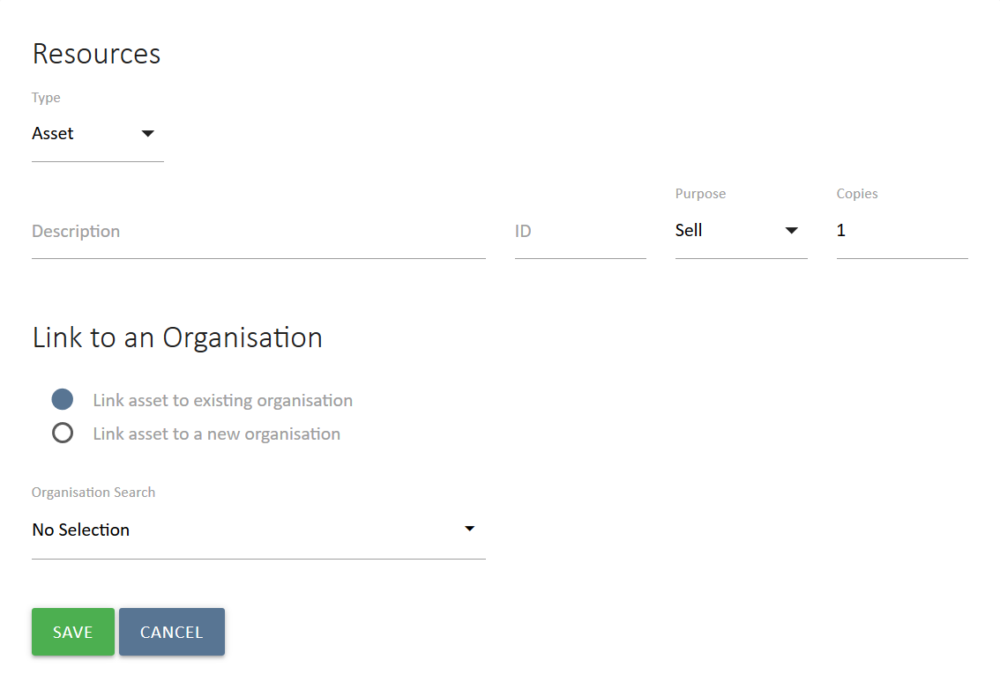 Resources
Type
Asset
Purpose Copies
Description ID Sell 1
Link to an Organisation
Link asset to existing organisation
Link asset to a new organisation
Organisation Search
No Selection
SAVE CANCEL